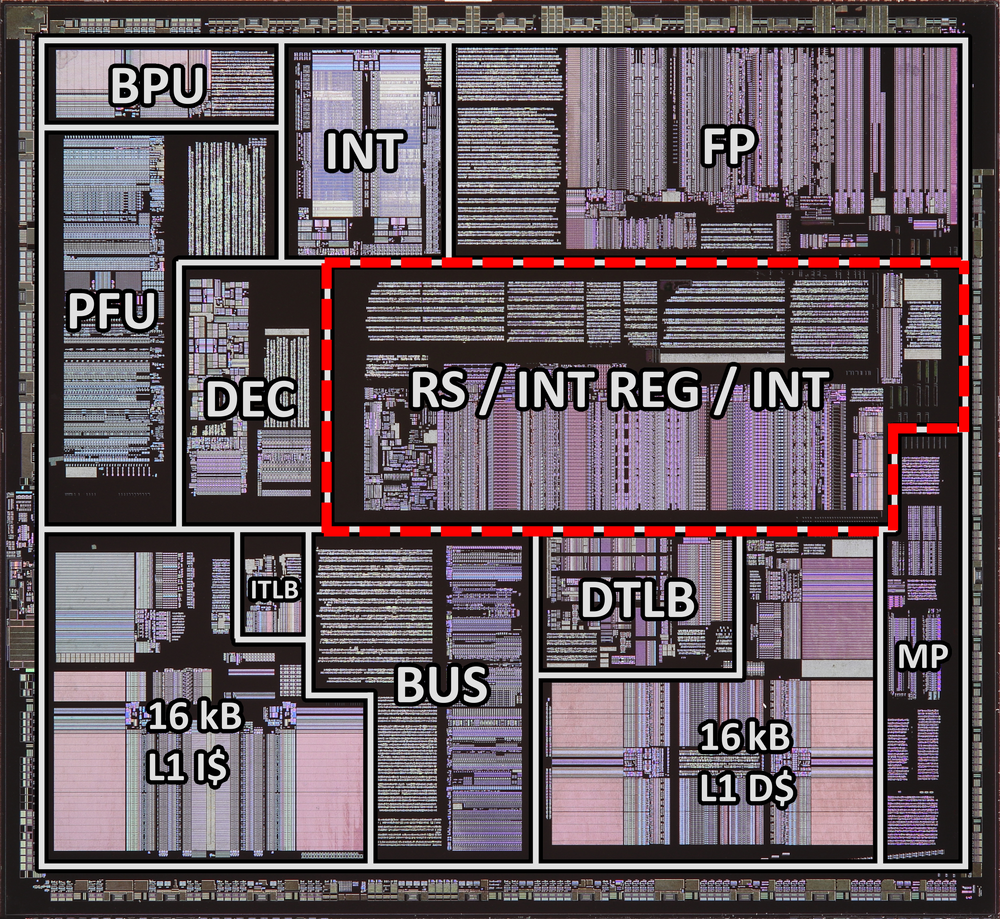 BPU
INT
FP
PFU
DEC
RS / INT REG / INT
ITLB
DTLB
BUS
MP
16 kB
L1 I$
16 kB
L1 D$